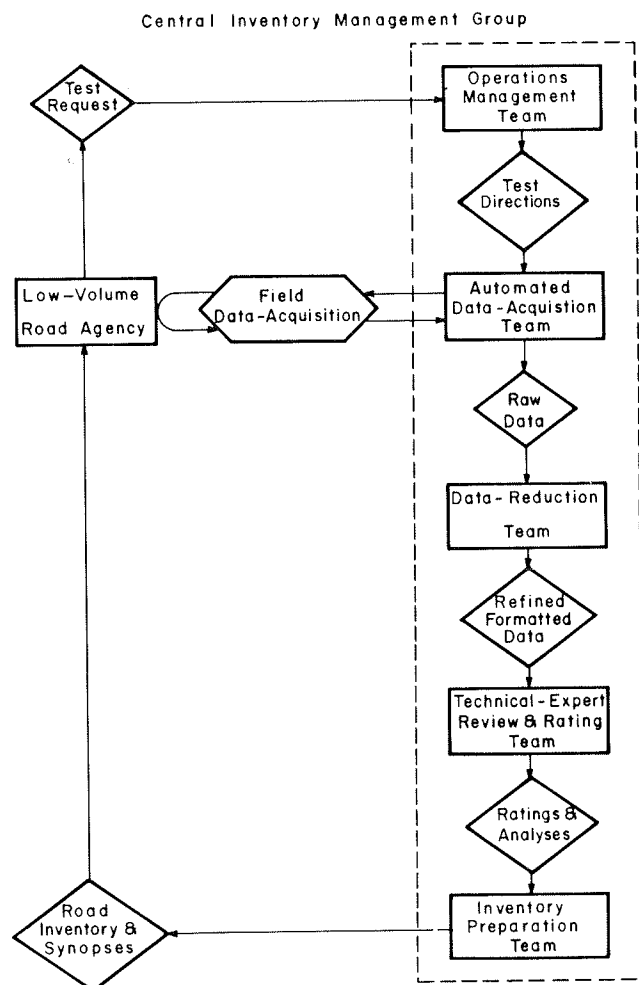 Central Inventory Management Group
Test
Request
Operations
Management
Team
Test
Directions
Low-Volume
Road Agency
Field
Data-Acquisition
Automated
Data-Acquistion
Team
Raw
Data
Data-Reduction
Team
Refined
Formatted
Data
Technical-Expert
Review & Rating
Team
Ratings &
Analyses
Road
Inventory &
Synopses
Inventory
Preparation
Team